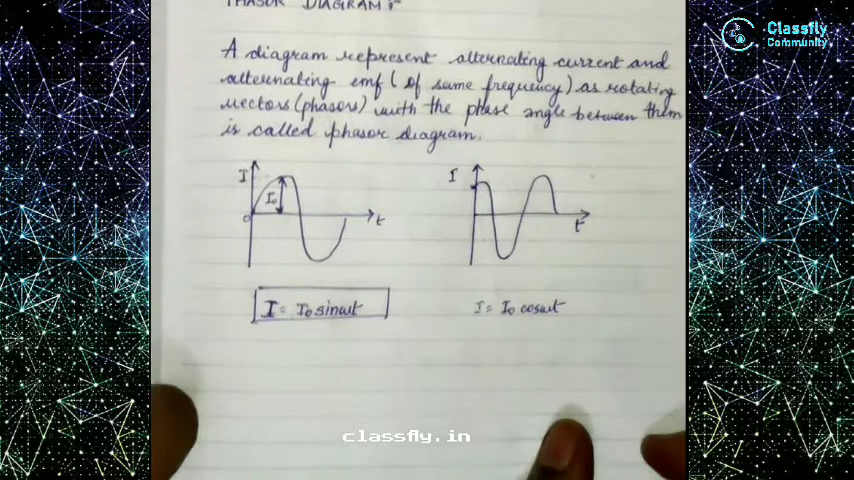 PHASOR DIAGRAM
Classfly
Community
A diagram represent alternating current and
alternating emf (of same frequency) as rotating
vectors (phasors) with the phase angle between them
is called phasor diagram.
I
I₀
0
t
I
t
I = I₀ sinωt
I = I₀ cosωt
classfly.in